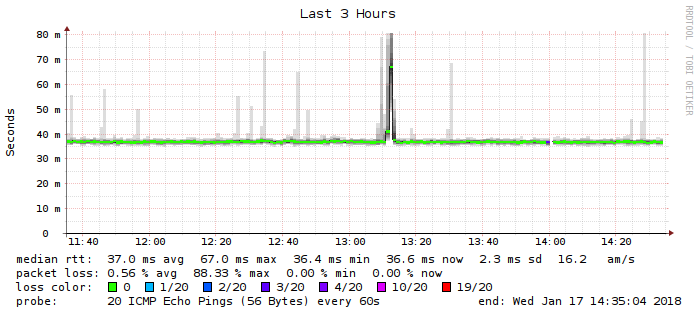 Last 3 Hours
RRDTOOL / TOBI OETIKER
Seconds
80 m
70 m
60 m
50 m
40 m
30 m
20 m
10 m
0
11:40 12:00 12:20 12:40 13:00 13:20 13:40 14:00 14:20
median rtt: 37.0 ms avg 67.0 ms max 36.4 ms min 36.6 ms now 2.3 ms sd 16.2 am/s
packet loss: 0.56 % avg 88.33 % max 0.00 % min 0.00 % now
loss color: 0 1/20 2/20 3/20 4/20 10/20 19/20
probe: 20 ICMP Echo Pings (56 Bytes) every 60s end: Wed Jan 17 14:35:04 2018